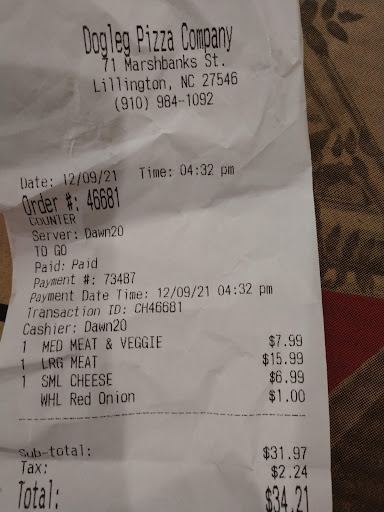 Dogleg Pizza Company
71 Marshbanks St.
Lillington, NC 27546
(910) 984-1092
Date: 12/09/21 Time: 04:32 pm
Order #: 46681
COUNTER
Server: Dawn20
TO GO
Paid: Paid
Payment #: 73487
Payment Date Time: 12/09/21 04:32 pm
Transaction ID: CH46681
Cashier: Dawn20
1 MED MEAT & VEGGIE $7.99
1 LRG MEAT $15.99
1 SML CHEESE $6.99
WHL Red Onion $1.00
Sub-total: $31.97
Tax: $2.24
Total: $34.21